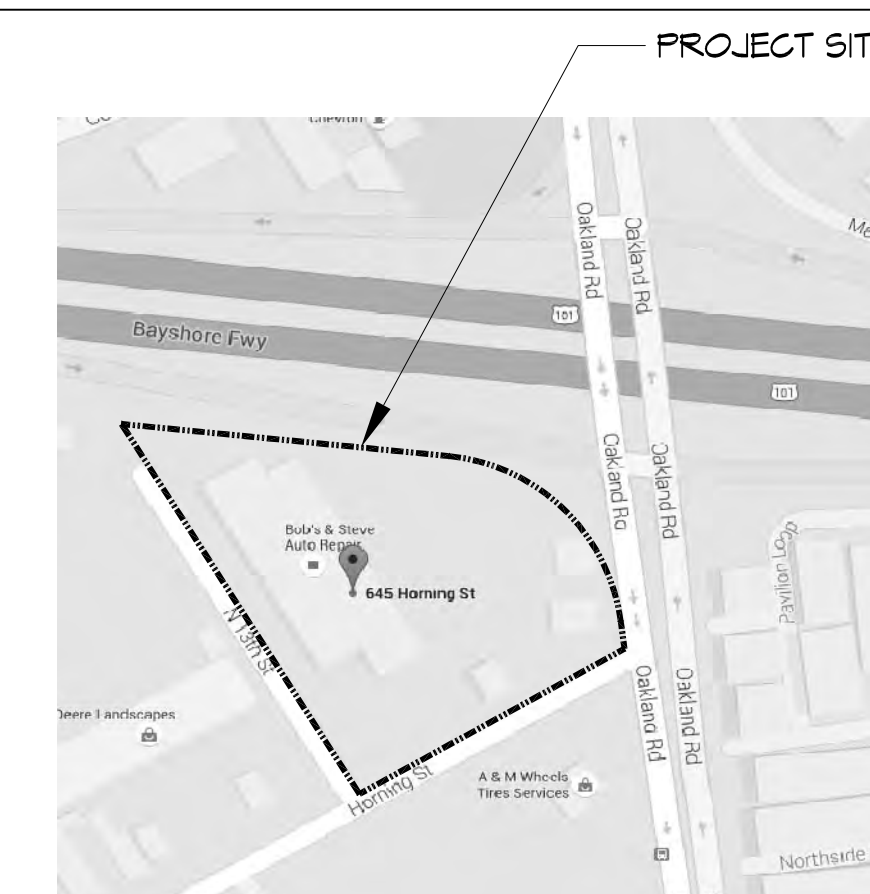 PROJECT SIT
Chevron
Oakland Rd
Oakland Rd
Me
101
Bayshore Fwy
101
Oakland Rd
Oakland Rd
Bob's & Steve
Auto Repair
645 Horning St
Pavilion Loop
N 13th St
Deere Landscapes
Oakland Rd
Oakland Rd
A & M Wheels
Tires Services
Horning St
Northside